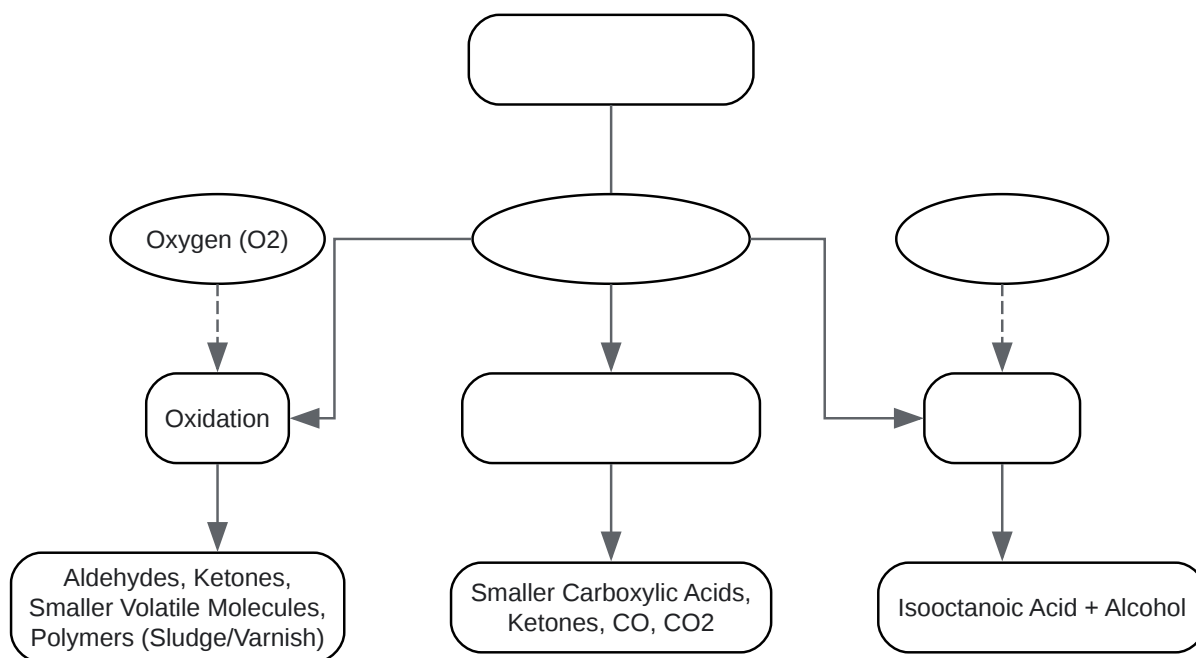 Oxygen (O2)
Oxidation
Aldehydes, Ketones,
Smaller Volatile Molecules,
Polymers (Sludge/Varnish)
Smaller Carboxylic Acids,
Ketones, CO, CO2
Isooctanoic Acid + Alcohol